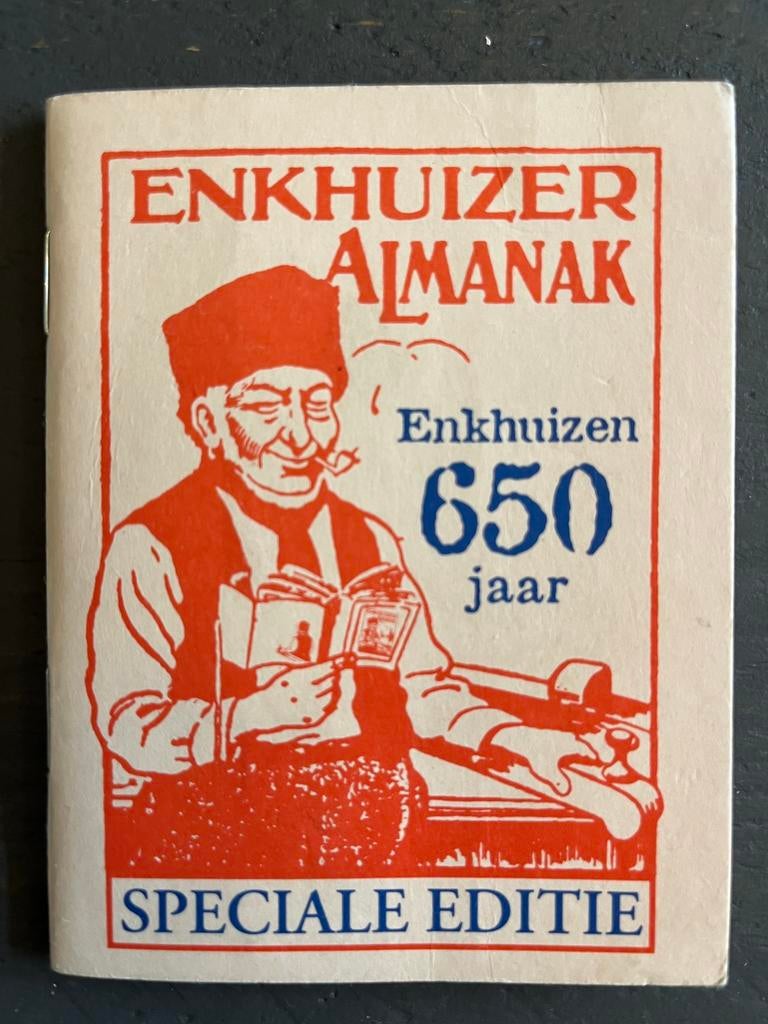 ENKHUIZER
ALMANAK
Enkhuizen
650
jaar
SPECIALE EDITIE